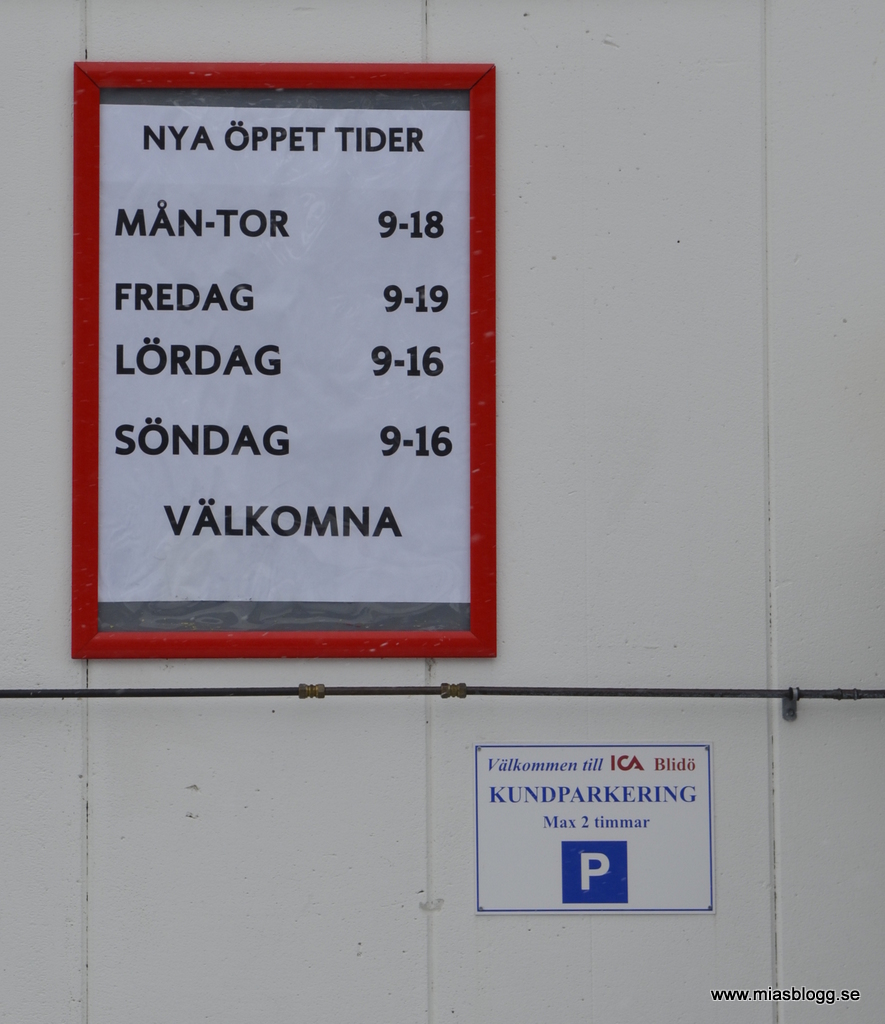 NYA ÖPPET TIDER
MÅN-TOR 9-18
FREDAG 9-19
LÖRDAG 9-16
SÖNDAG 9-16
VÄLKOMNA
Välkommen till ICA Blidö
KUNDPARKERING
Max 2 timmar
P
www.miasblogg.se